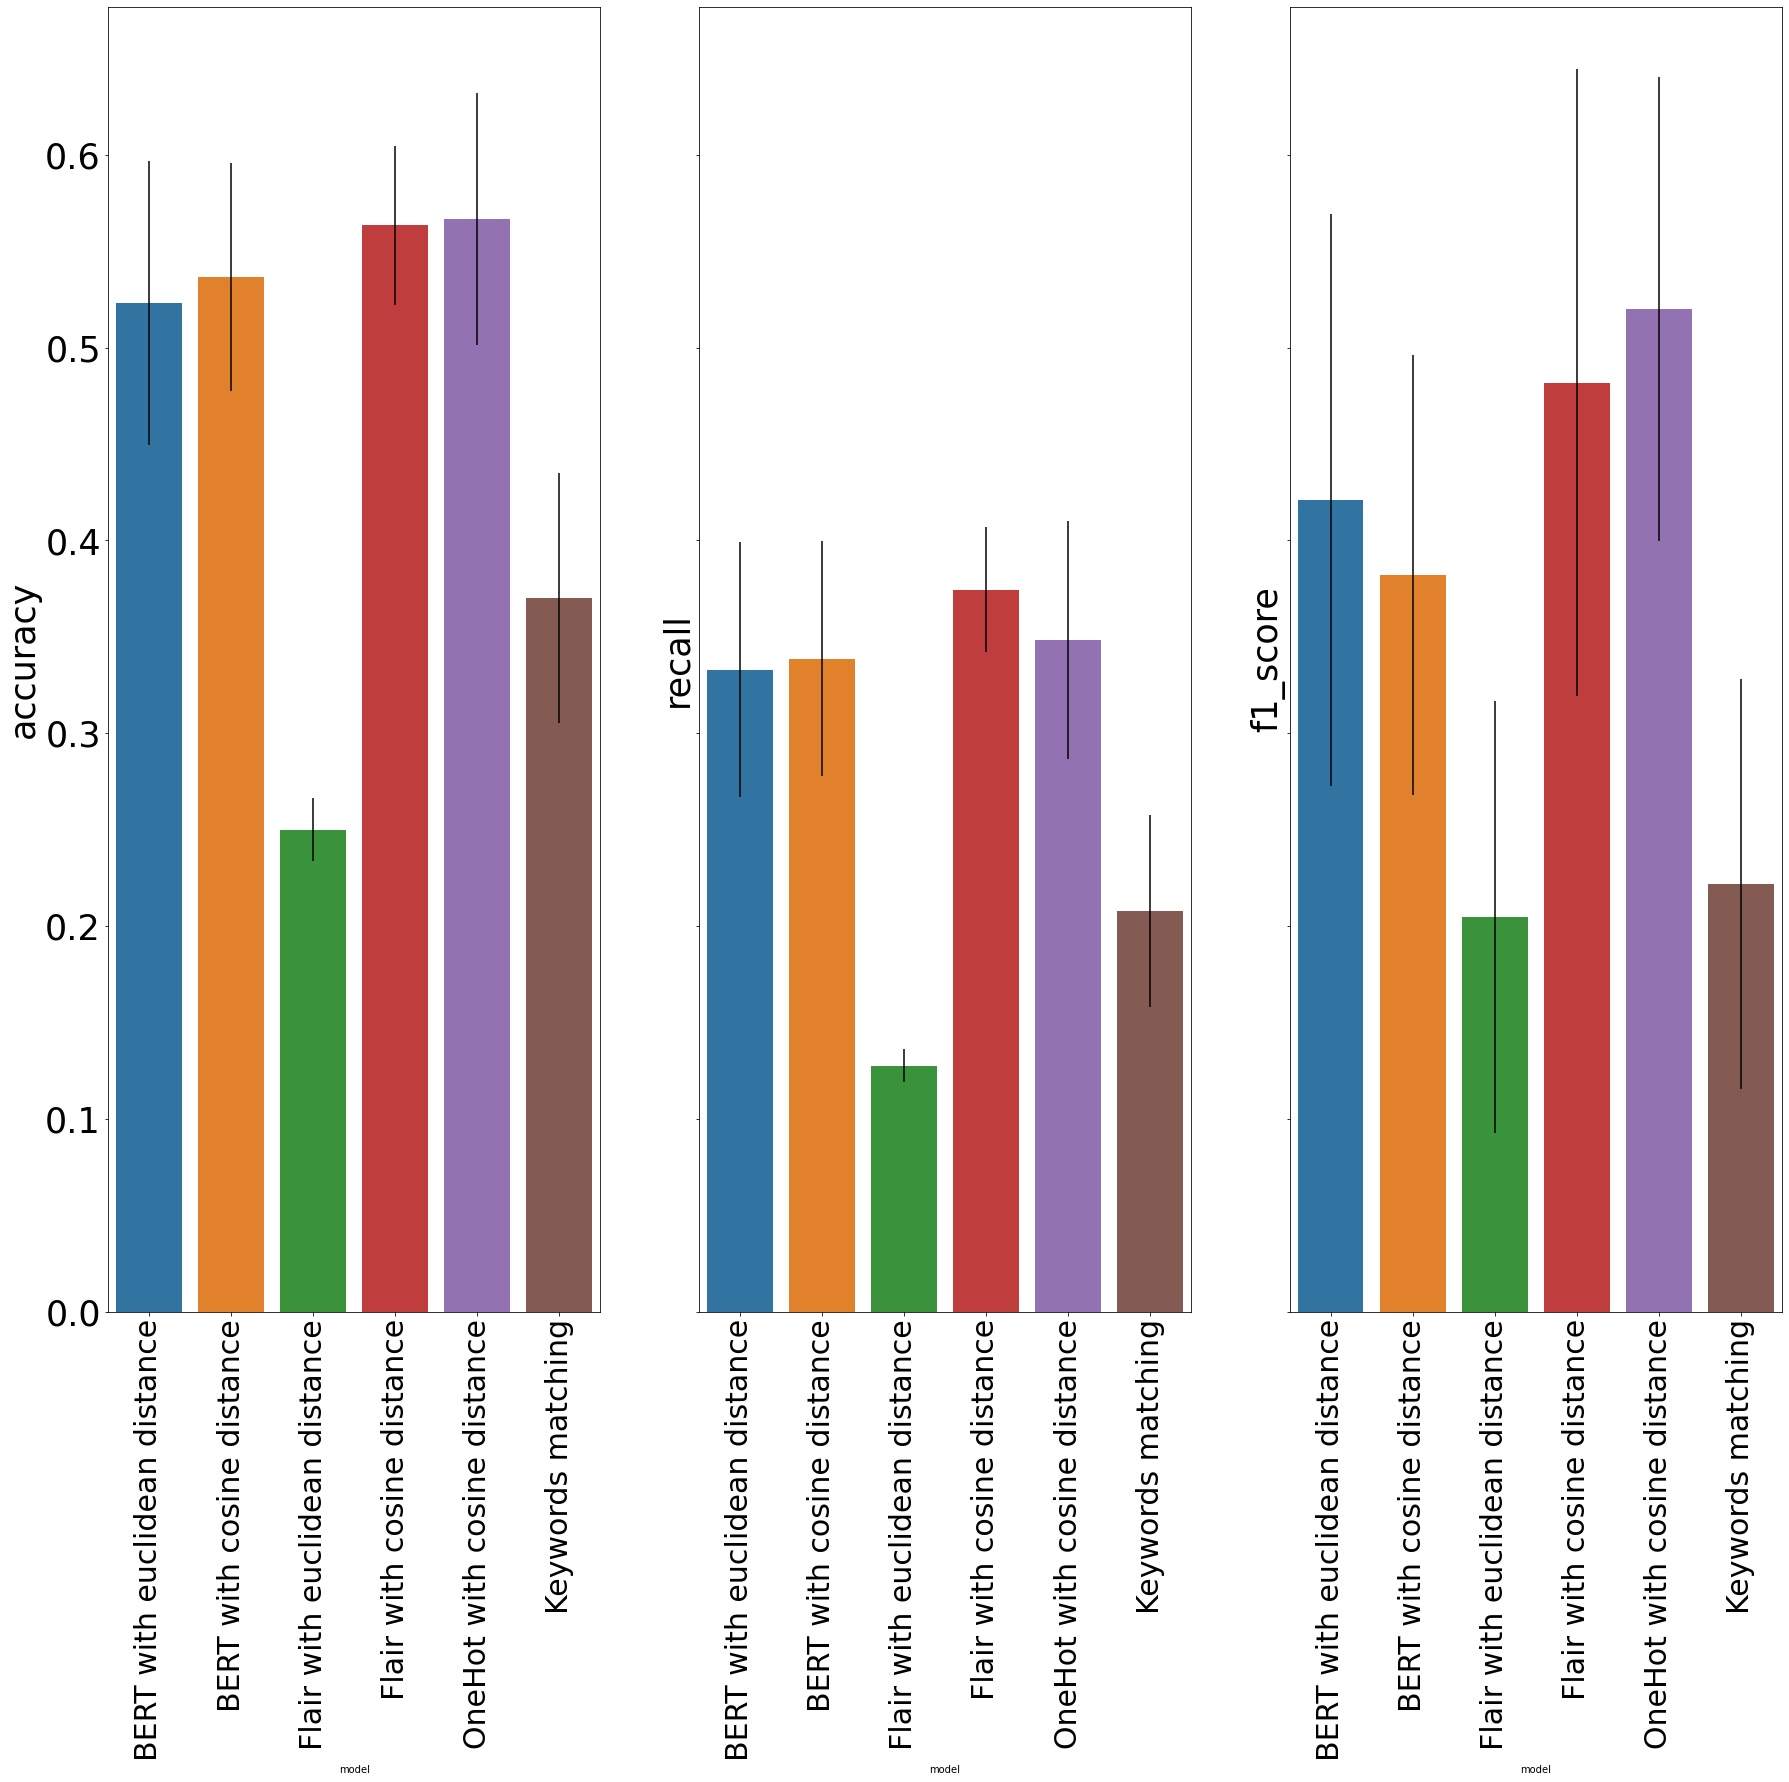 accuracy
0.6
0.5
0.4
0.3
0.2
0.1
0.0
BERT with euclidean distance
BERT with cosine distance
Flair with euclidean distance
Flair with cosine distance
OneHot with cosine distance
Keywords matching
model
recall
BERT with euclidean distance
BERT with cosine distance
Flair with euclidean distance
Flair with cosine distance
OneHot with cosine distance
Keywords matching
model
f1_score
BERT with euclidean distance
BERT with cosine distance
Flair with euclidean distance
Flair with cosine distance
OneHot with cosine distance
Keywords matching
model